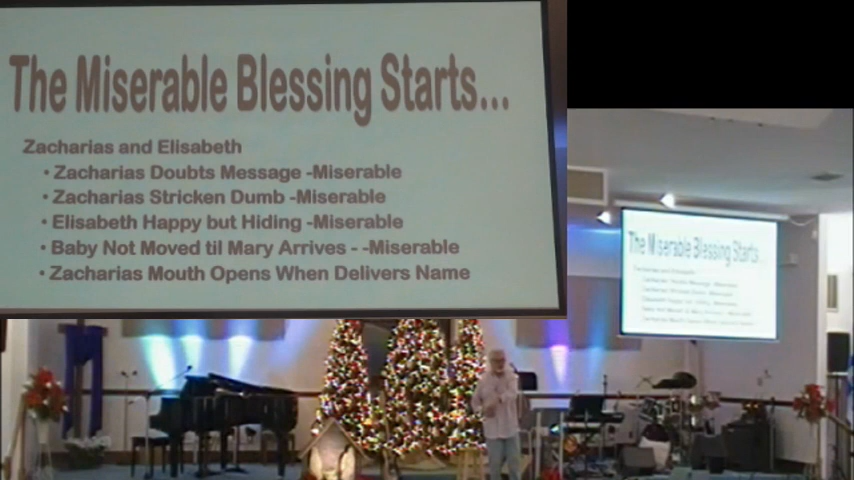 The Miserable Blessing Starts...
Zacharias and Elisabeth
• Zacharias Doubts Message -Miserable
• Zacharias Stricken Dumb -Miserable
• Elisabeth Happy but Hiding -Miserable
• Baby Not Moved til Mary Arrives - -Miserable
• Zacharias Mouth Opens When Delivers Name
The Miserable Blessing Starts...